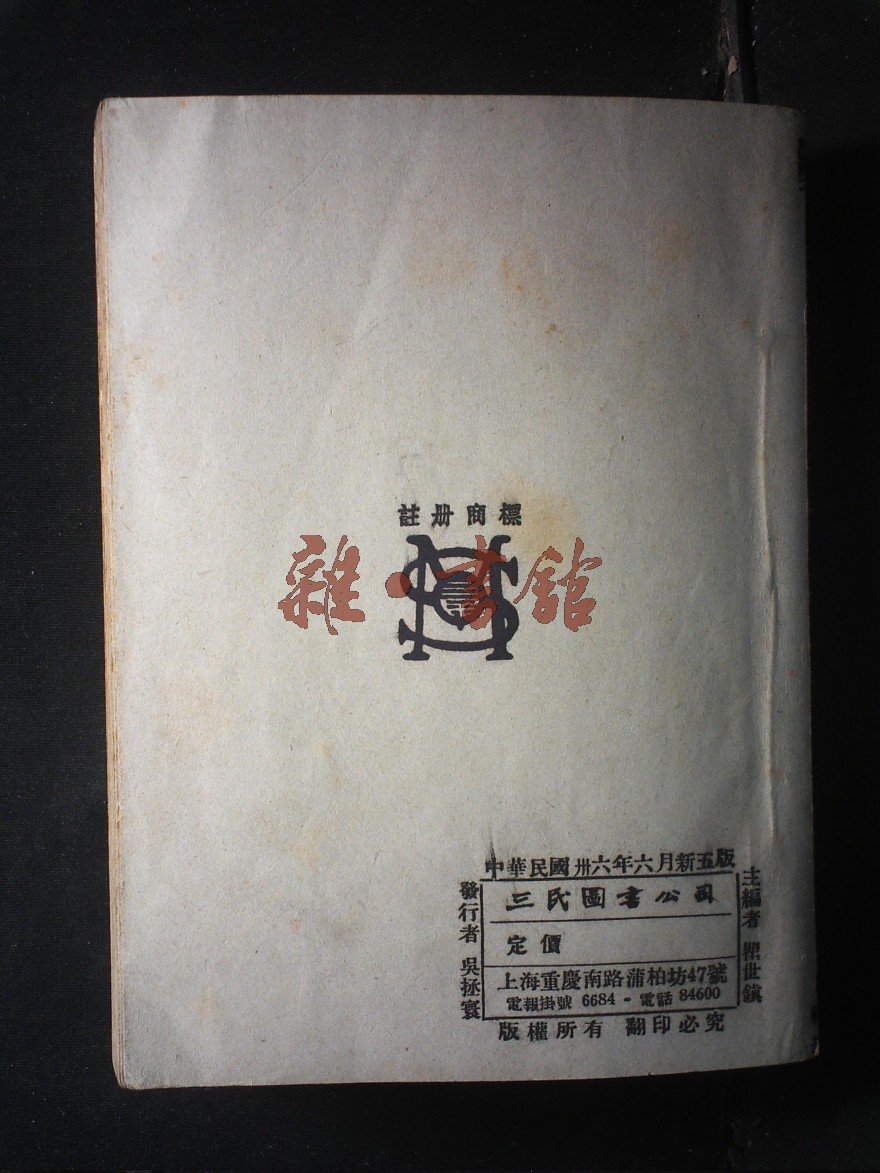 註册商標
雜·書館
中華民國卅六年六月新五版
主編者 瞿世鎮
三民圖書公司
定價
上海重慶南路蒲柏坊47號
電報掛號 6684 - 電話 84600
發行者 吳拯寰
版權所有 翻印必究